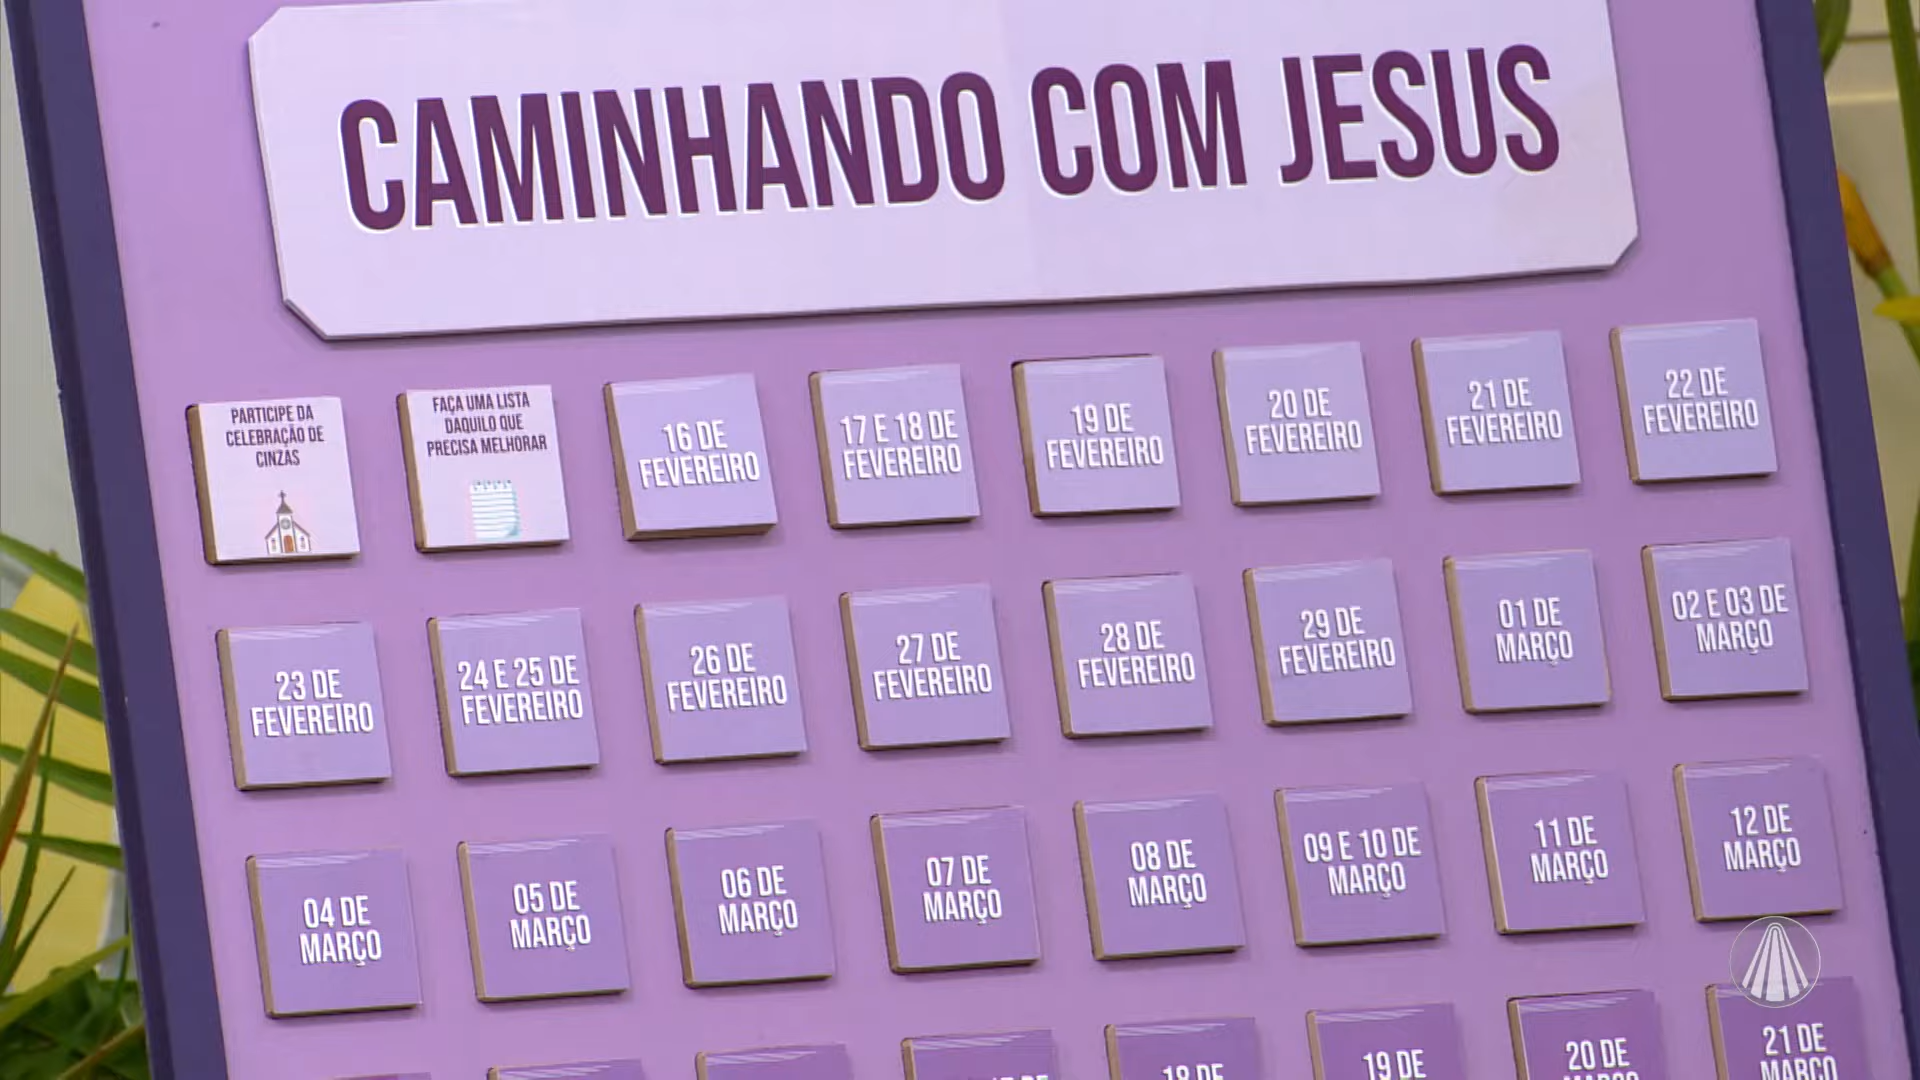 CAMINHANDO COM JESUS
PARTICIPE DA
CELEBRAÇÃO DE
CINZAS
FAÇA UMA LISTA
DAQUILO QUE
PRECISA MELHORAR
16 DE
FEVEREIRO
17 E 18 DE
FEVEREIRO
19 DE
FEVEREIRO
20 DE
FEVEREIRO
21 DE
FEVEREIRO
22 DE
FEVEREIRO
23 DE
FEVEREIRO
24 E 25 DE
FEVEREIRO
26 DE
FEVEREIRO
27 DE
FEVEREIRO
28 DE
FEVEREIRO
29 DE
FEVEREIRO
01 DE
MARÇO
02 E 03 DE
MARÇO
04 DE
MARÇO
05 DE
MARÇO
06 DE
MARÇO
07 DE
MARÇO
08 DE
MARÇO
09 E 10 DE
MARÇO
11 DE
MARÇO
12 DE
MARÇO
18 DE
19 DE
20 DE
MARÇO
21 DE
MARÇO